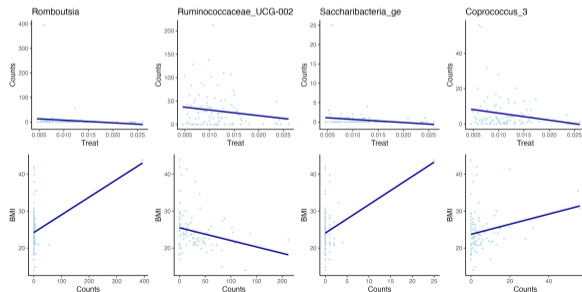 Romboutsia
Ruminococcaceae_UCG-002
Saccharibacteria_ge
Coprococcus_3
Counts
400
300
200
100
0
0.005 0.010 0.015 0.020 0.025
Treat
Counts
200
150
100
50
0
0.005 0.010 0.015 0.020 0.025
Treat
Counts
25
20
15
10
5
0
0.005 0.010 0.015 0.020 0.025
Treat
Counts
40
20
0
0.005 0.010 0.015 0.020 0.025
Treat
BMI
40
30
20
0 100 200 300 400
Counts
BMI
40
30
20
0 50 100 150 200
Counts
BMI
40
30
20
0 5 10 15 20 25
Counts
BMI
40
30
20
0 20 40
Counts